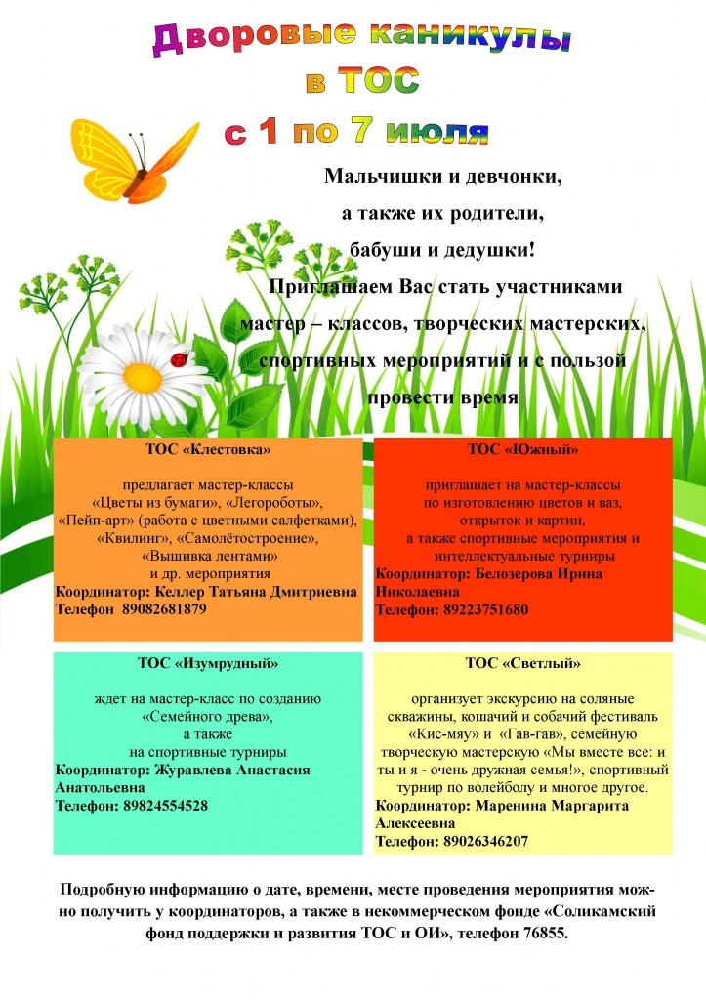 Дворовые каникулы
в ТОС
с 1 по 7 июля
Мальчишки и девчонки,
а также их родители,
бабуши и дедушки!
Приглашаем Вас стать участниками
мастер – классов, творческих мастерских,
спортивных мероприятий и с пользой
провести время
ТОС «Клестовка»
предлагает мастер-классы
«Цветы из бумаги», «Легороботы»,
«Пейп-арт» (работа с цветными салфетками),
«Квилинг», «Самолётостроение»,
«Вышивка лентами»
и др. мероприятия
Координатор: Келлер Татьяна Дмитриевна
Телефон 89082681879
ТОС «Южный»
приглашает на мастер-классы
по изготовлению цветов и ваз,
открыток и картин,
а также спортивные мероприятия и
интеллектуальные турниры
Координатор: Белозерова Ирина
Николаевна
Телефон: 89223751680
ТОС «Изумрудный»
ждет на мастер-класс по созданию
«Семейного древа»,
а также
на спортивные турниры
Координатор: Журавлева Анастасия
Анатольевна
Телефон: 89824554528
ТОС «Светлый»
организует экскурсию на соляные
скважины, кошачий и собачий фестиваль
«Кис-мяу» и «Гав-гав», семейную
творческую мастерскую «Мы вместе все: и
ты и я - очень дружная семья!», спортивный
турнир по волейболу и многое другое.
Координатор: Маренина Маргарита
Алексеевна
Телефон: 89026346207
Подробную информацию о дате, времени, месте проведения мероприятия мож-
но получить у координаторов, а также в некоммерческом фонде «Соликамский
фонд поддержки и развития ТОС и ОИ», телефон 76855.